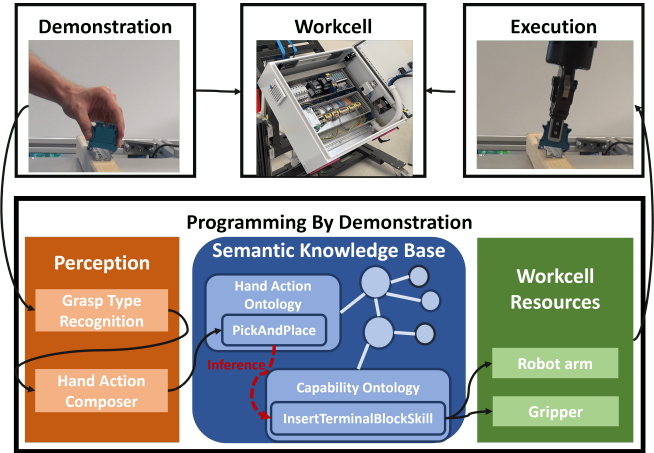 Demonstration
Workcell
Execution
Programming By Demonstration
Perception
Grasp Type
Recognition
Hand Action
Composer
Semantic Knowledge Base
Hand Action
Ontology
PickAndPlace
Inference
Capability Ontology
InsertTerminalBlockSkill
Workcell
Resources
Robot arm
Gripper